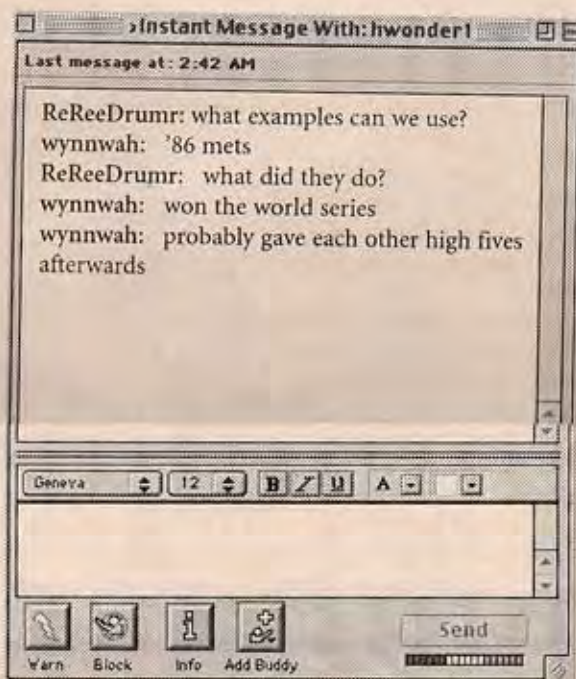 ›Instant Message With: hwonder1
Last message at: 2:42 AM
ReReeDrumr: what examples can we use?
wynnwah: '86 mets
ReReeDrumr: what did they do?
wynnwah: won the world series
wynnwah: probably gave each other high fives
afterwards
Geneva 12 B I U A
Send
Warn Block Info Add Buddy